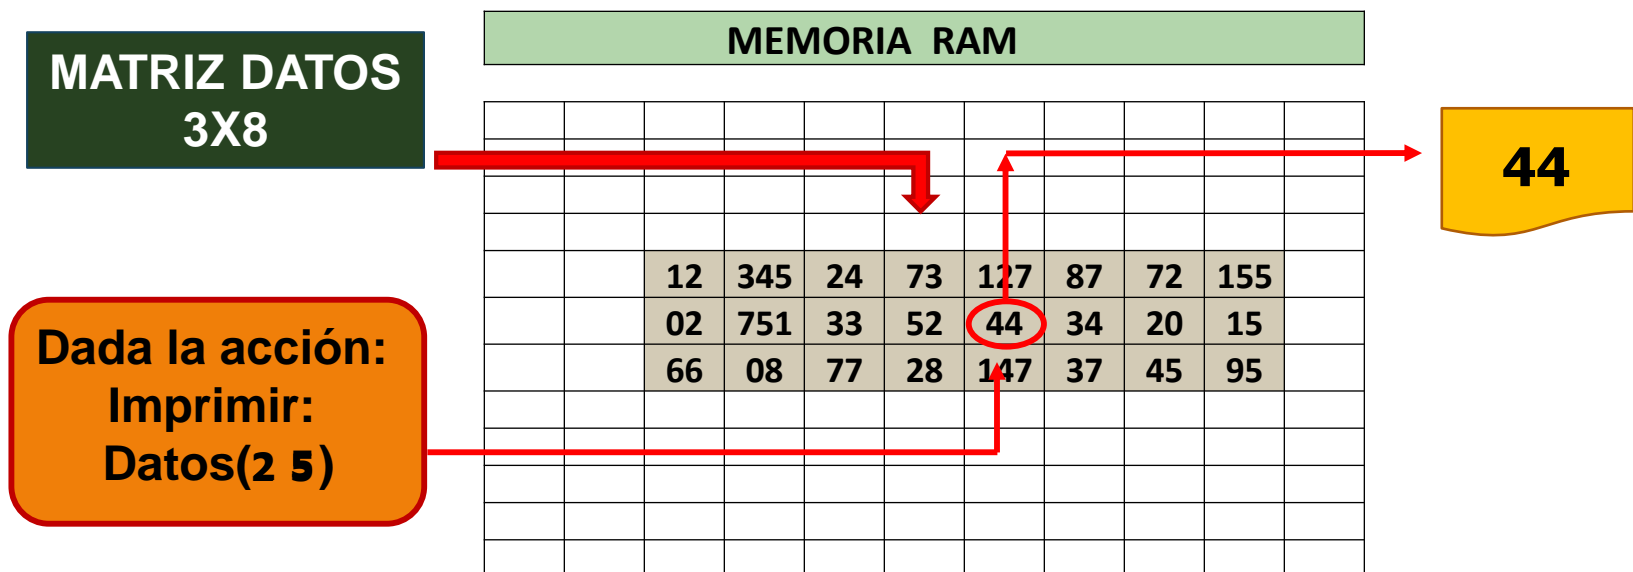 MEMORIA RAM
MATRIZ DATOS
3X8
44
12 345 24 73 127 87 72 155
02 751 33 52 44 34 20 15
66 08 77 28 147 37 45 95
Dada la acción:
Imprimir:
Datos(2 5)